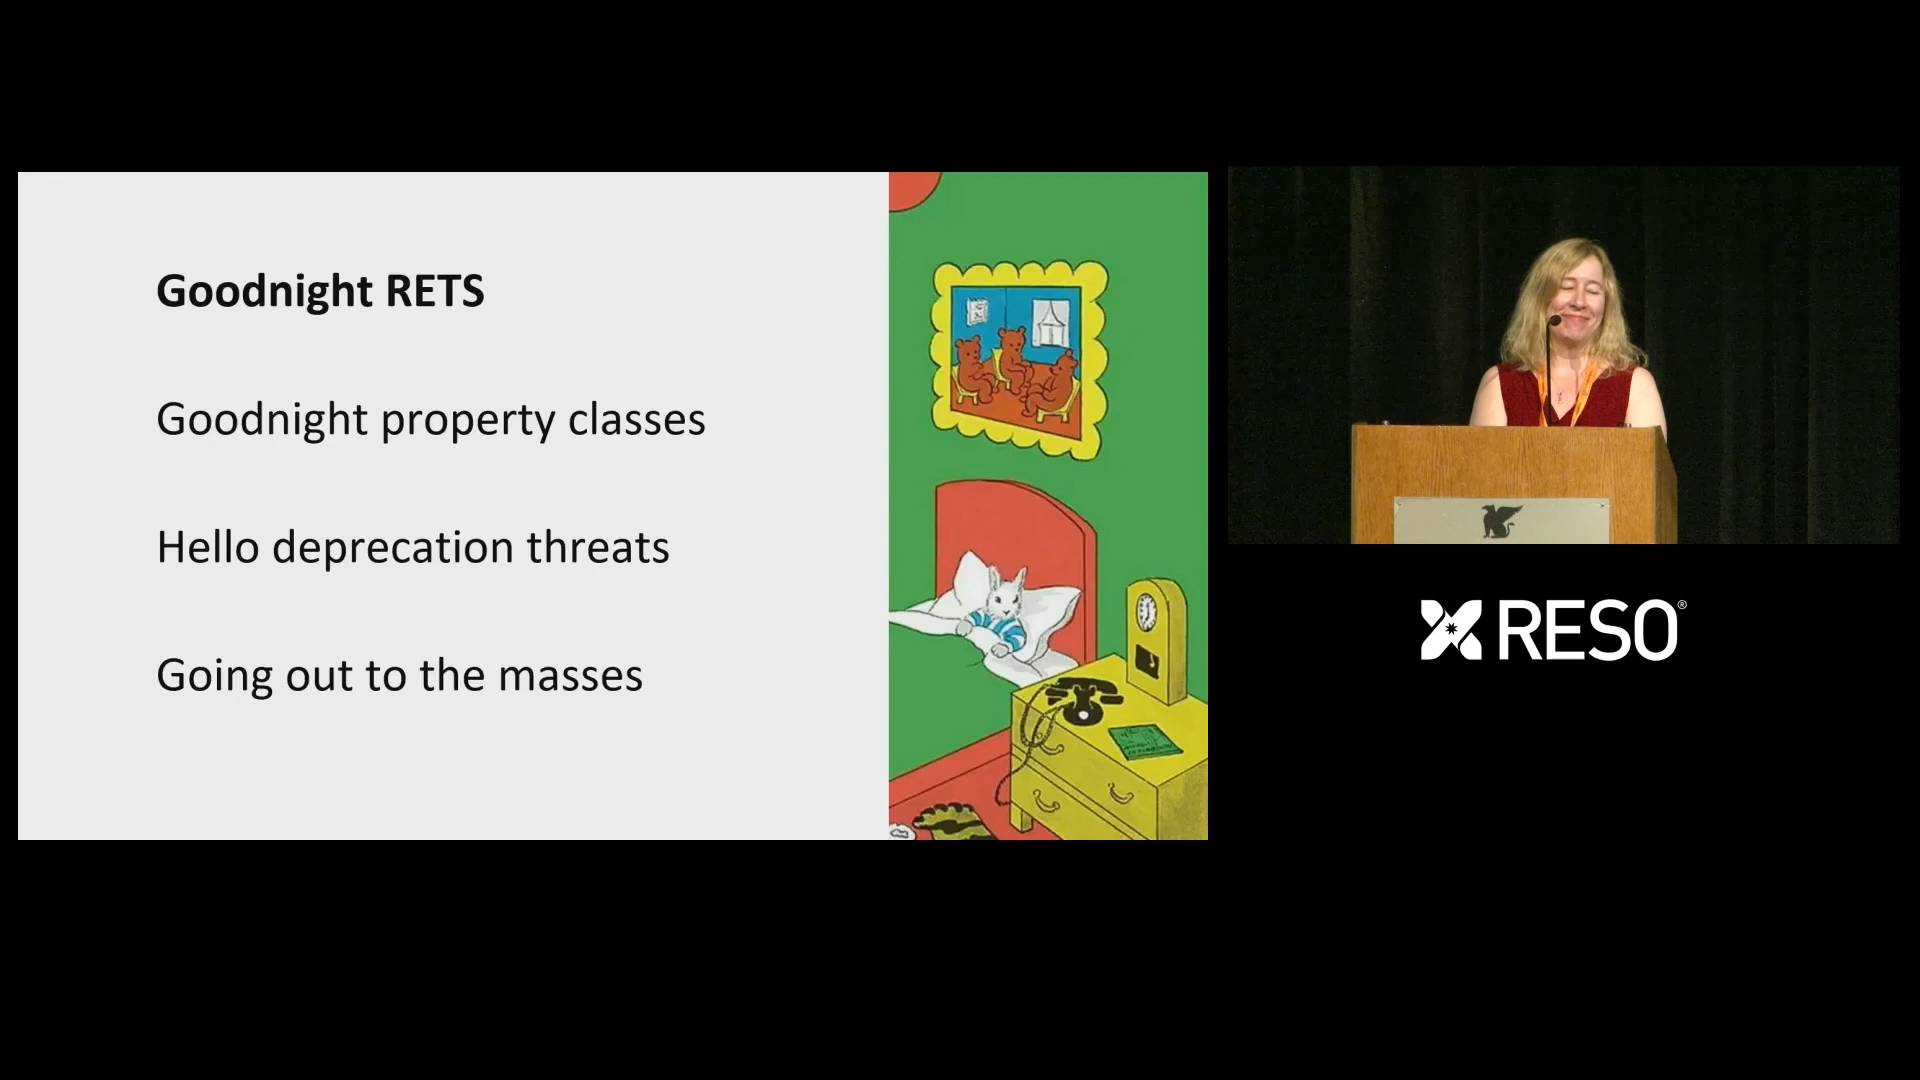 Goodnight RETS
Goodnight property classes
Hello deprecation threats
Going out to the masses
RESO®